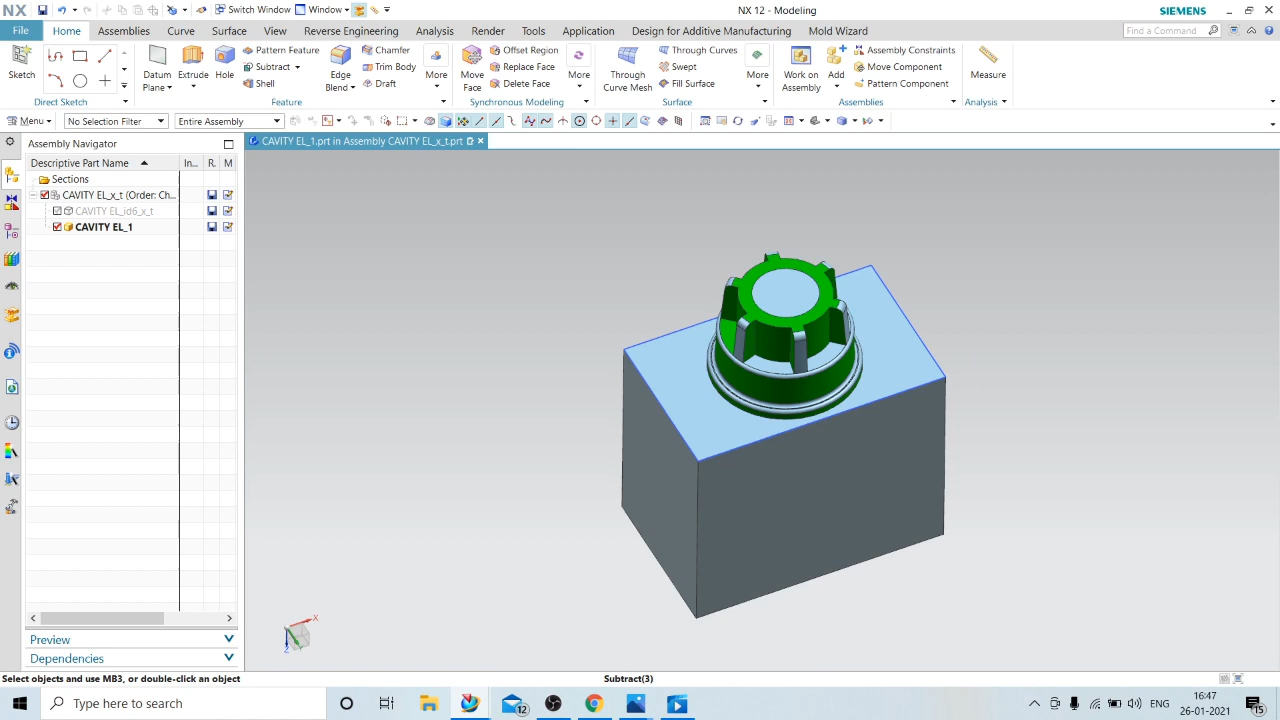 NX
Switch Window
Window
NX 12 - Modeling
SIEMENS
File
Home
Assemblies
Curve
Surface
View
Reverse Engineering
Analysis
Render
Tools
Application
Design for Additive Manufacturing
Mold Wizard
Find a Command
Sketch
Direct Sketch
Datum Plane
Extrude
Hole
Pattern Feature
Subtract
Shell
Edge Blend
Chamfer
Trim Body
Draft
More
Feature
Move Face
Offset Region
Replace Face
Delete Face
More
Synchronous Modeling
Through Curve Mesh
Through Curves
Swept
Fill Surface
More
Surface
Work on Assembly
Add
Assembly Constraints
Move Component
Pattern Component
Assemblies
Measure
Analysis
Menu
No Selection Filter
Entire Assembly
Assembly Navigator
CAVITY EL_1.prt in Assembly CAVITY EL_x_t.prt
Descriptive Part Name
In...
R.
M
Sections
CAVITY EL_x_t (Order: Ch...
CAVITY EL_id6_x_t
CAVITY EL_1
X
Z
Preview
Dependencies
Select objects and use MB3, or double-click an object
Subtract(3)
Type here to search
12
ENG
16:47
26-01-2021
15